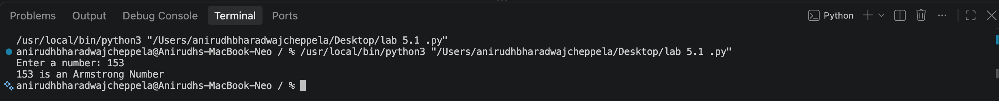 Problems Output Debug Console Terminal Ports Python
/usr/local/bin/python3 "/Users/anirudhbharadwajcheppela/Desktop/lab 5.1 .py"
anirudhbharadwajcheppela@Anirudhs-MacBook-Neo / % /usr/local/bin/python3 "/Users/anirudhbharadwajcheppela/Desktop/lab 5.1 .py"
Enter a number: 153
153 is an Armstrong Number
anirudhbharadwajcheppela@Anirudhs-MacBook-Neo / %